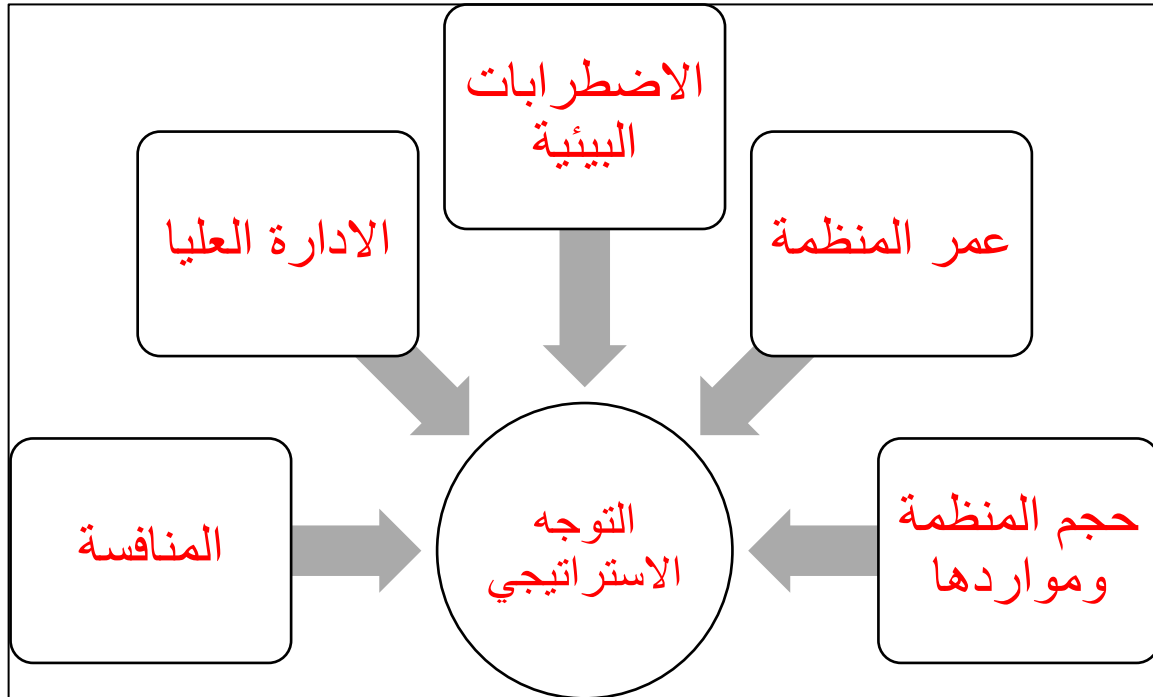 الاضطرابات
البيئية
عمر المنظمة
الادارة العليا
حجم المنظمة
ومواردها
التوجه
الاستراتيجي
المنافسة